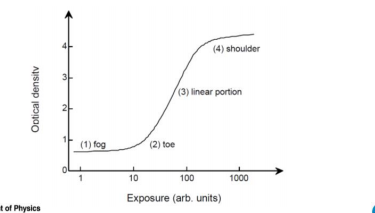 4
(4) shoulder
3
(3) linear portion
2
Optical density
1
(1) fog
(2) toe
0
1
10
100
1000
Exposure (arb. units)
t of Physics